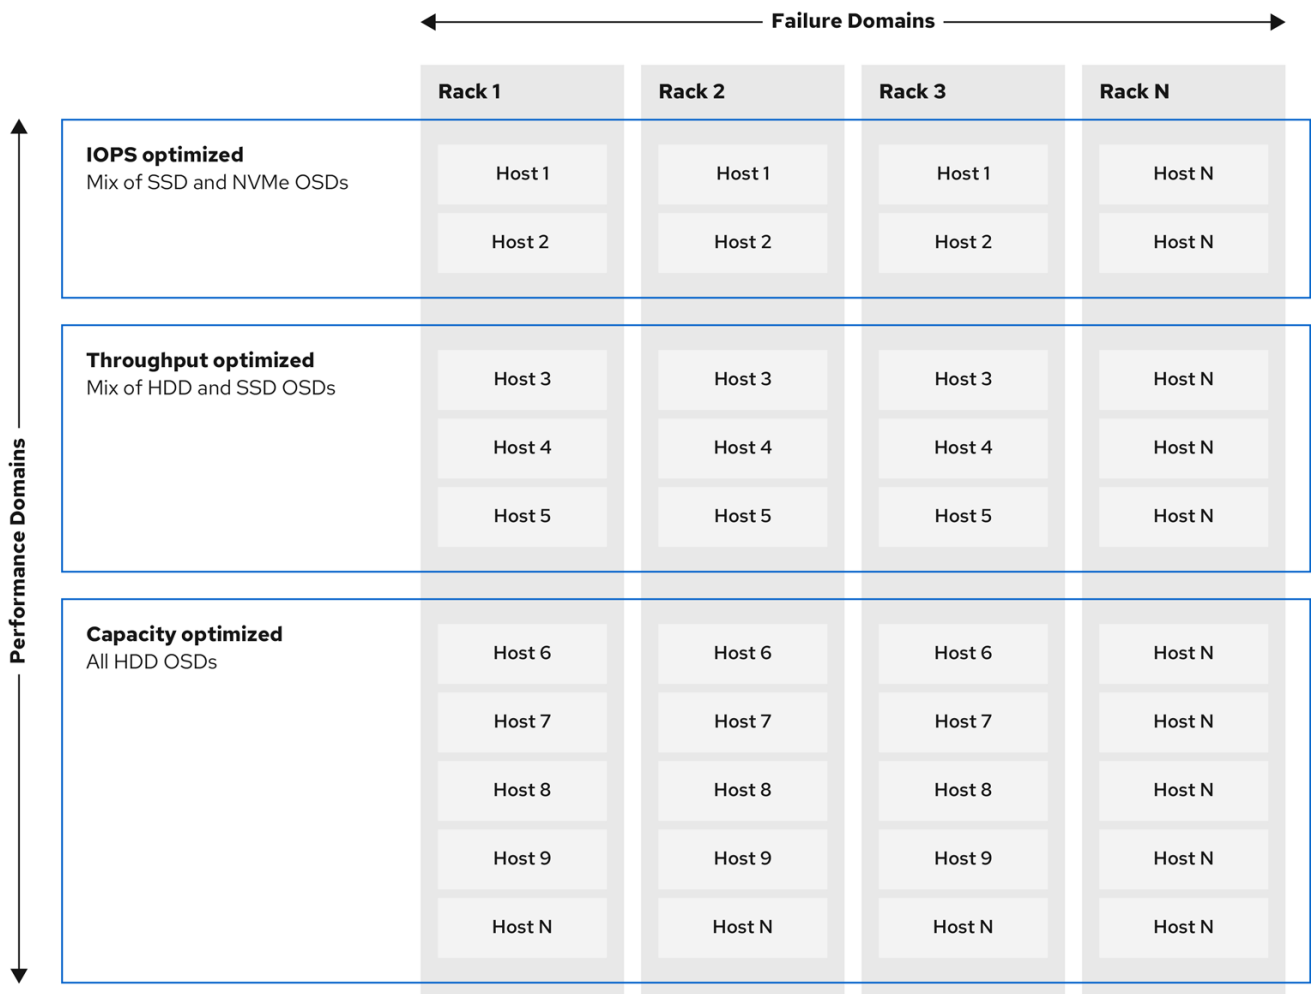 Failure Domains
Rack 1 Rack 2 Rack 3 Rack N
Performance Domains
IOPS optimized
Mix of SSD and NVMe OSDs
Host 1 Host 1 Host 1 Host N
Host 2 Host 2 Host 2 Host N
Throughput optimized
Mix of HDD and SSD OSDs
Host 3 Host 3 Host 3 Host N
Host 4 Host 4 Host 4 Host N
Host 5 Host 5 Host 5 Host N
Capacity optimized
All HDD OSDs
Host 6 Host 6 Host 6 Host N
Host 7 Host 7 Host 7 Host N
Host 8 Host 8 Host 8 Host N
Host 9 Host 9 Host 9 Host N
Host N Host N Host N Host N